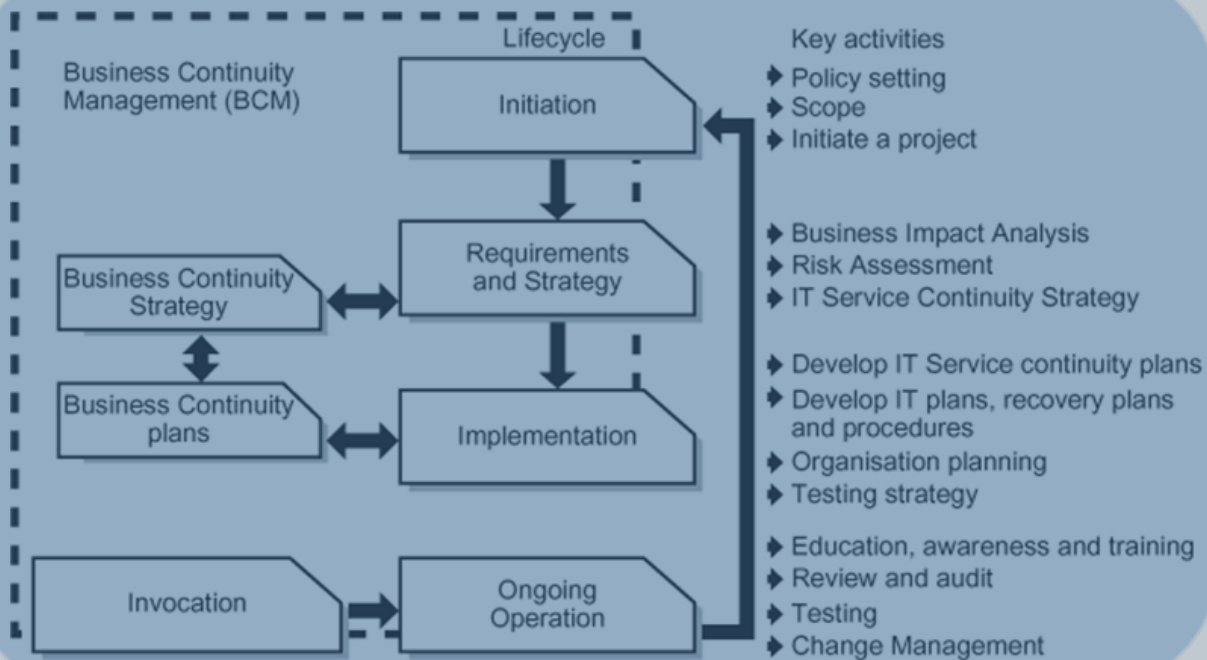 Lifecycle
Key activities
Business Continuity
Management (BCM)
Initiation
Policy setting
Scope
Initiate a project
Requirements
and Strategy
Business Continuity
Strategy
Business Impact Analysis
Risk Assessment
IT Service Continuity Strategy
Business Continuity
plans
Implementation
Develop IT Service continuity plans
Develop IT plans, recovery plans
and procedures
Organisation planning
Testing strategy
Invocation
Ongoing
Operation
Education, awareness and training
Review and audit
Testing
Change Management